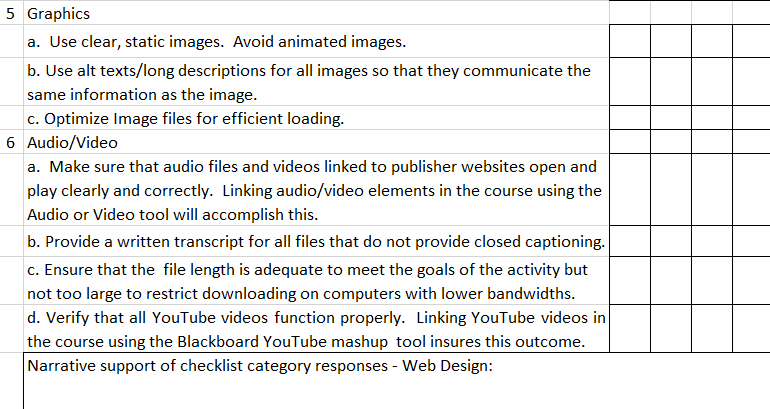 5 Graphics
a.  Use clear, static images.  Avoid animated images.
b. Use alt texts/long descriptions for all images so that they communicate the
same information as the image.
c. Optimize Image files for efficient loading.
6 Audio/Video
a.  Make sure that audio files and videos linked to publisher websites open and
play clearly and correctly.  Linking audio/video elements in the course using the
Audio or Video tool will accomplish this.
b. Provide a written transcript for all files that do not provide closed captioning.
c. Ensure that the  file length is adequate to meet the goals of the activity but
not too large to restrict downloading on computers with lower bandwidths.
d. Verify that all YouTube videos function properly.  Linking YouTube videos in
the course using the Blackboard YouTube mashup  tool insures this outcome.
Narrative support of checklist category responses - Web Design: